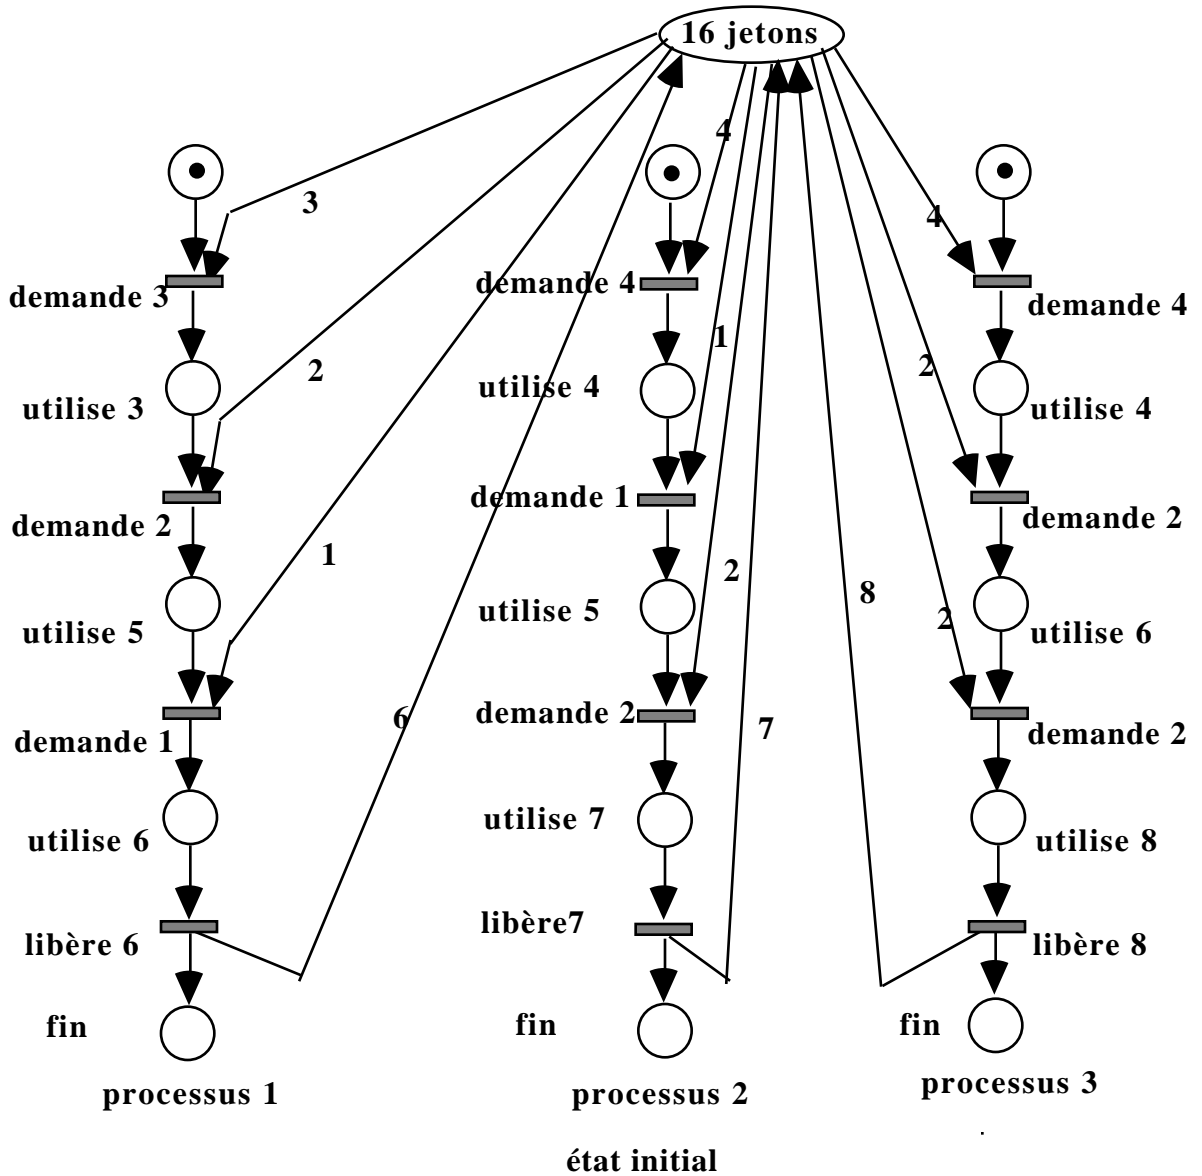 16 jetons
4
3
4
demande 3
demande 4
demande 4
1
2
2
utilise 3
utilise 4
utilise 4
demande 2
demande 1
demande 2
1
2
8
2
utilise 5
utilise 5
utilise 6
6
7
demande 1
demande 2
demande 2
utilise 6
utilise 7
utilise 8
libère 6
libère7
libère 8
fin
fin
fin
processus 1
processus 2
processus 3
état initial